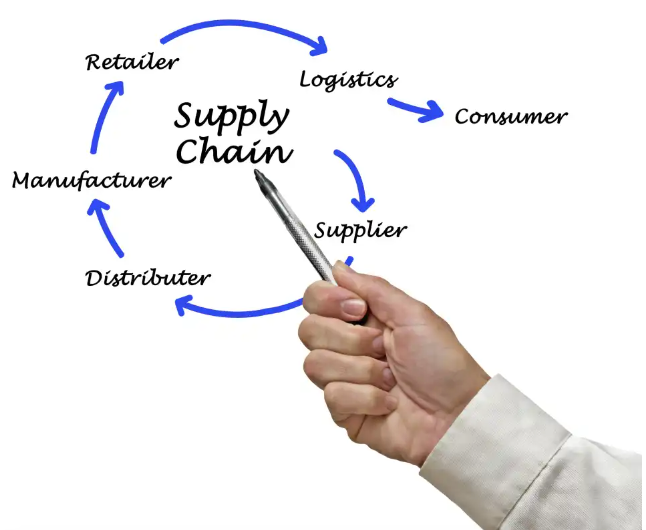 Retailer
Logistics
Supply
Chain
Consumer
Manufacturer
Supplier
Distributer